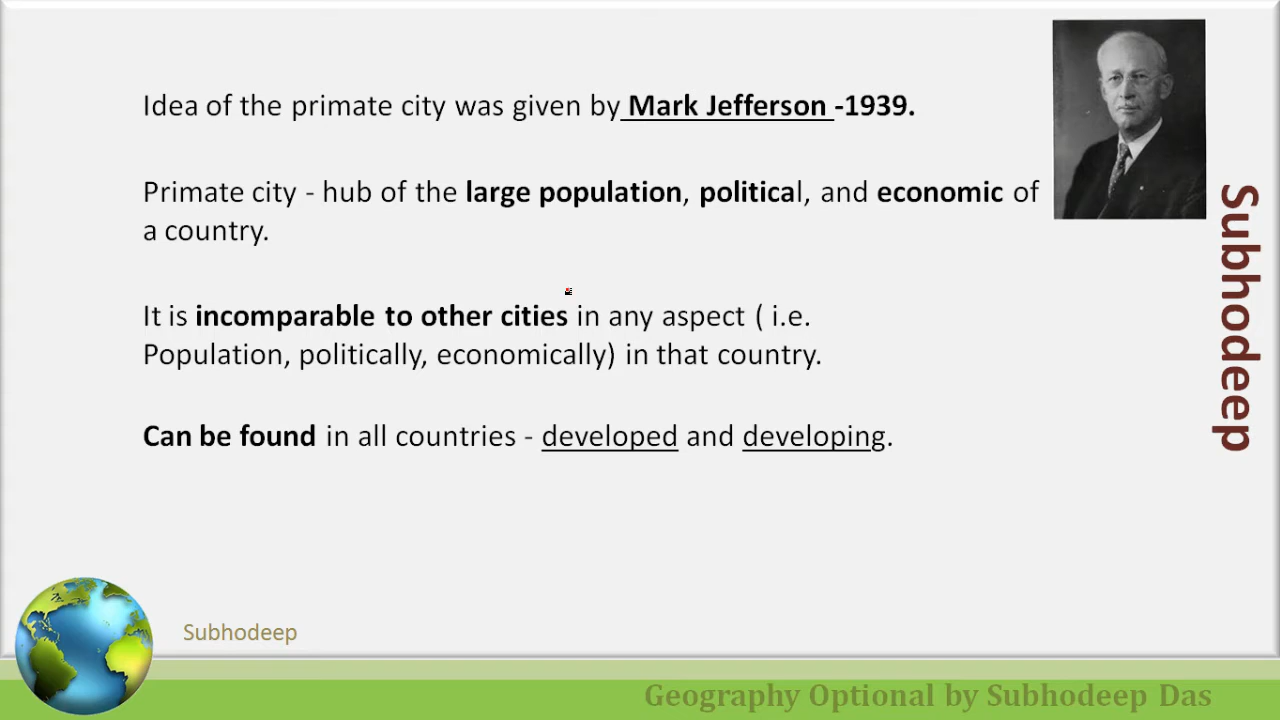 Idea of the primate city was given by Mark Jefferson -1939.
Primate city - hub of the large population, political, and economic of
a country.
It is incomparable to other cities in any aspect ( i.e.
Population, politically, economically) in that country.
Can be found in all countries - developed and developing.
Subhodeep
Subhodeep
Geography Optional by Subhodeep Das